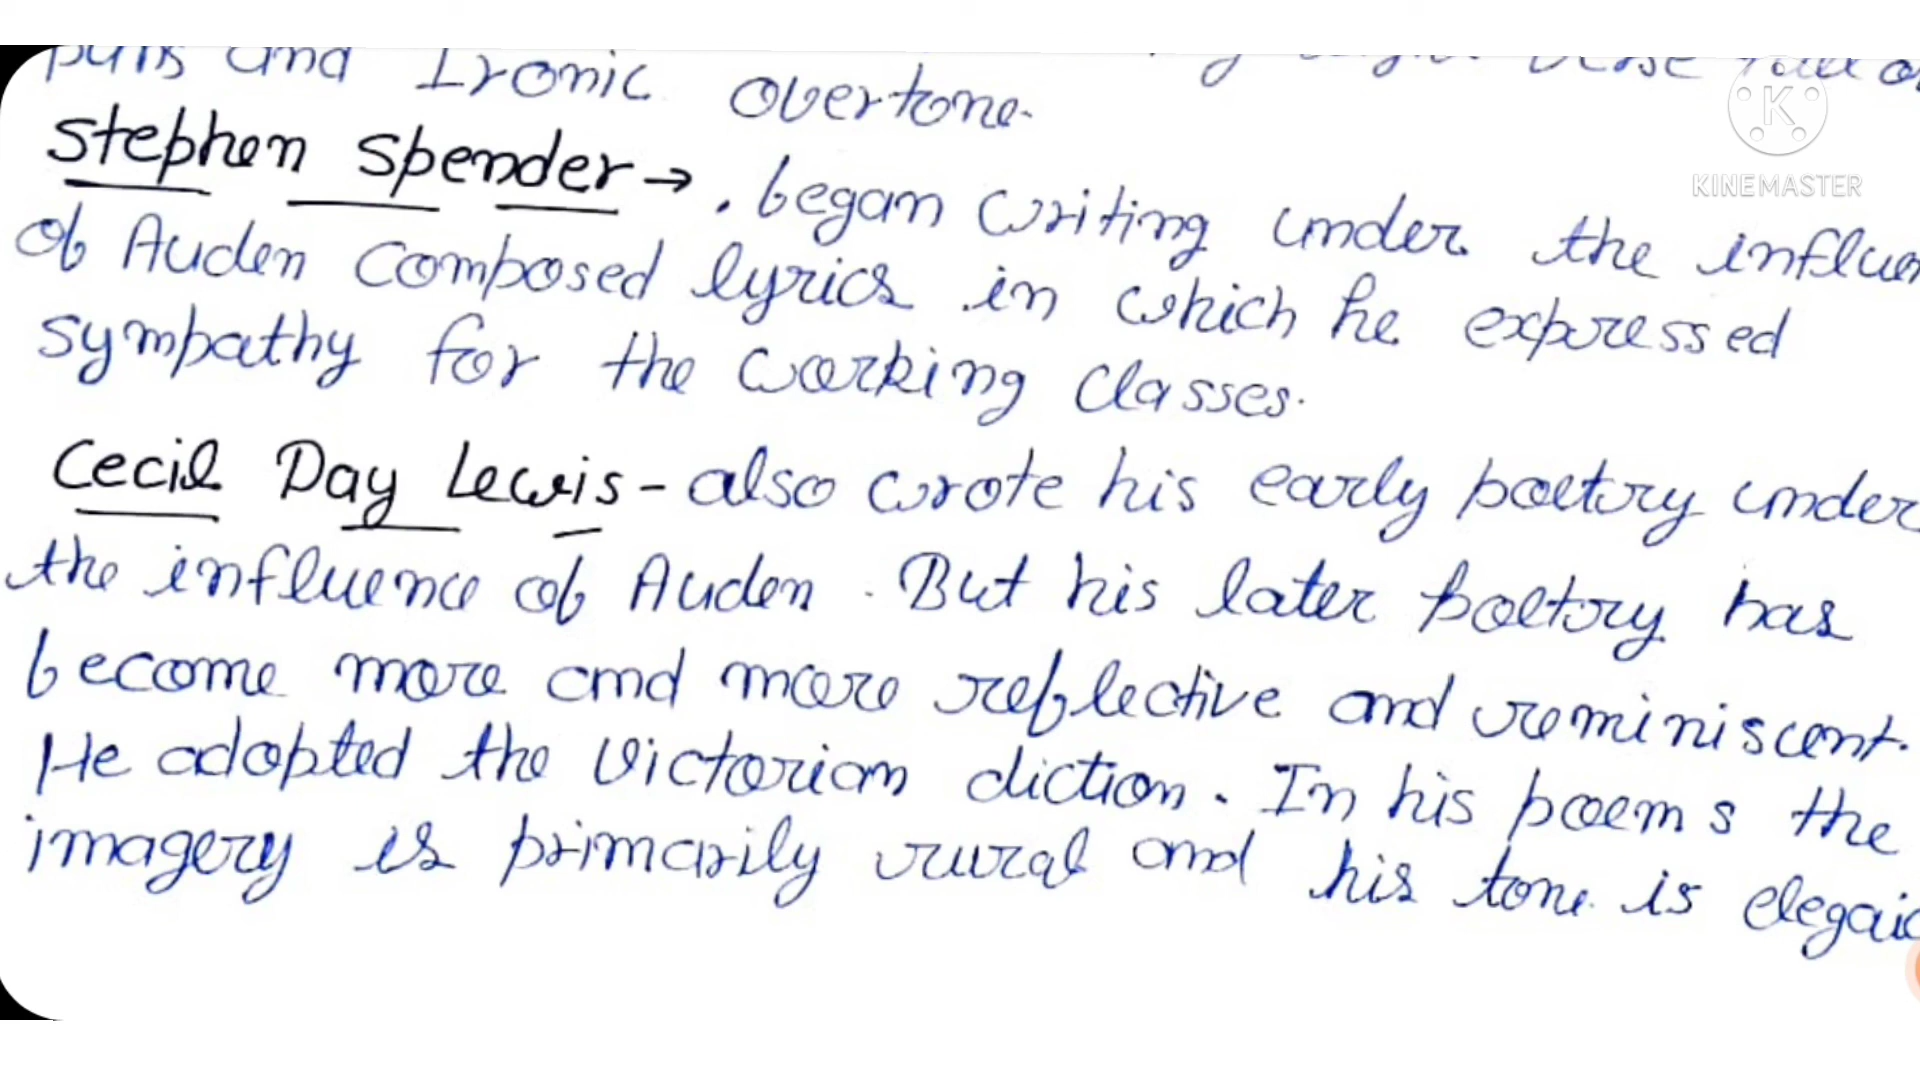 puns and Ironic overtone.
Stephen Spender → . began writing under the influen
of Auden composed lyrics in which he expressed
sympathy for the working classes.
Cecil Day Lewis - also wrote his early poetry under
the influence of Auden. But his later poetry has
become more and more reflective and reminiscent.
He adopted the Victorian diction. In his poems the
imagery is primarily rural and his tone is elegaic
K
KINEMASTER